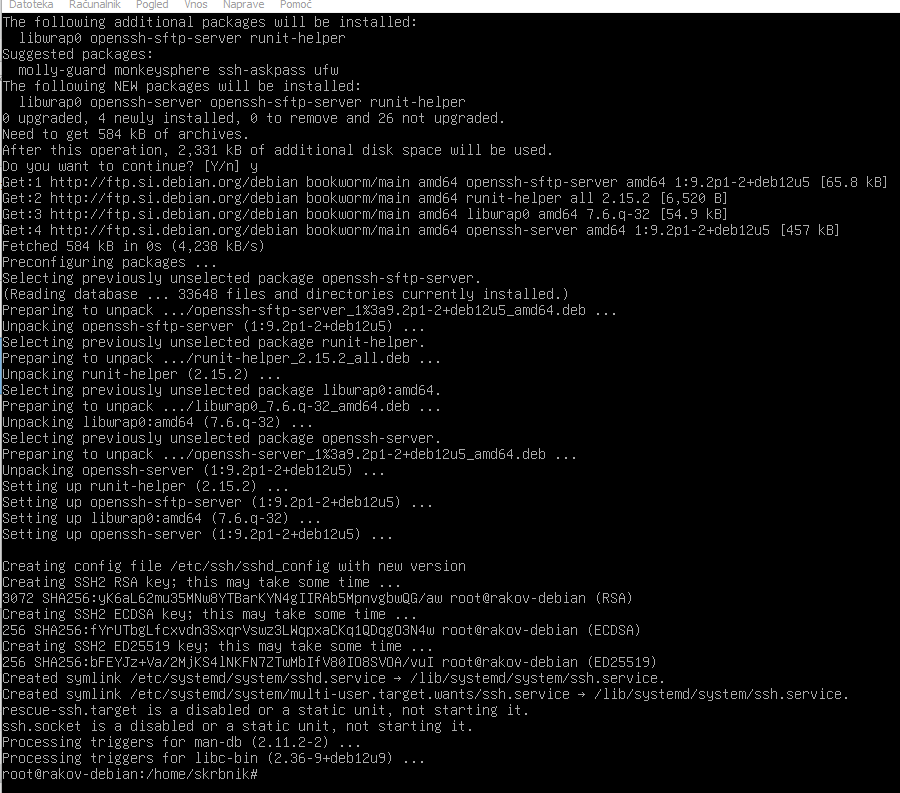 Datoteka Računalnik Pogled Vnos Naprave Pomoč
The following additional packages will be installed:
  libwrap0 openssh-sftp-server runit-helper
Suggested packages:
  molly-guard monkeysphere ssh-askpass ufw
The following NEW packages will be installed:
  libwrap0 openssh-server openssh-sftp-server runit-helper
0 upgraded, 4 newly installed, 0 to remove and 26 not upgraded.
Need to get 584 kB of archives.
After this operation, 2,331 kB of additional disk space will be used.
Do you want to continue? [Y/n] y
Get:1 http://ftp.si.debian.org/debian bookworm/main amd64 openssh-sftp-server amd64 1:9.2p1-2+deb12u5 [65.8 kB]
Get:2 http://ftp.si.debian.org/debian bookworm/main amd64 runit-helper all 2.15.2 [6,520 B]
Get:3 http://ftp.si.debian.org/debian bookworm/main amd64 libwrap0 amd64 7.6.q-32 [54.9 kB]
Get:4 http://ftp.si.debian.org/debian bookworm/main amd64 openssh-server amd64 1:9.2p1-2+deb12u5 [457 kB]
Fetched 584 kB in 0s (4,238 kB/s)
Preconfiguring packages ...
Selecting previously unselected package openssh-sftp-server.
(Reading database ... 33648 files and directories currently installed.)
Preparing to unpack .../openssh-sftp-server_1%3a9.2p1-2+deb12u5_amd64.deb ...
Unpacking openssh-sftp-server (1:9.2p1-2+deb12u5) ...
Selecting previously unselected package runit-helper.
Preparing to unpack .../runit-helper_2.15.2_all.deb ...
Unpacking runit-helper (2.15.2) ...
Selecting previously unselected package libwrap0:amd64.
Preparing to unpack .../libwrap0_7.6.q-32_amd64.deb ...
Unpacking libwrap0:amd64 (7.6.q-32) ...
Selecting previously unselected package openssh-server.
Preparing to unpack .../openssh-server_1%3a9.2p1-2+deb12u5_amd64.deb ...
Unpacking openssh-server (1:9.2p1-2+deb12u5) ...
Setting up runit-helper (2.15.2) ...
Setting up openssh-sftp-server (1:9.2p1-2+deb12u5) ...
Setting up libwrap0:amd64 (7.6.q-32) ...
Setting up openssh-server (1:9.2p1-2+deb12u5) ...

Creating config file /etc/ssh/sshd_config with new version
Creating SSH2 RSA key; this may take some time ...
3072 SHA256:yK6aL62mu35MNw8YTBarKYN4gIIRAb5MpnvgbwQG/aw root@rakov-debian (RSA)
Creating SSH2 ECDSA key; this may take some time ...
256 SHA256:fYrUTbgLfcxvdn3SxqrVswz3LWqpxaCKq1QDqgO3N4w root@rakov-debian (ECDSA)
Creating SSH2 ED25519 key; this may take some time ...
256 SHA256:bFEYJz+Va/2MjKS4lNKFN7ZTwMbIfV80IO8SVOA/vuI root@rakov-debian (ED25519)
Created symlink /etc/systemd/system/sshd.service → /lib/systemd/system/ssh.service.
Created symlink /etc/systemd/system/multi-user.target.wants/ssh.service → /lib/systemd/system/ssh.service.
rescue-ssh.target is a disabled or a static unit, not starting it.
ssh.socket is a disabled or a static unit, not starting it.
Processing triggers for man-db (2.11.2-2) ...
Processing triggers for libc-bin (2.36-9+deb12u9) ...
root@rakov-debian:/home/skrbnik#